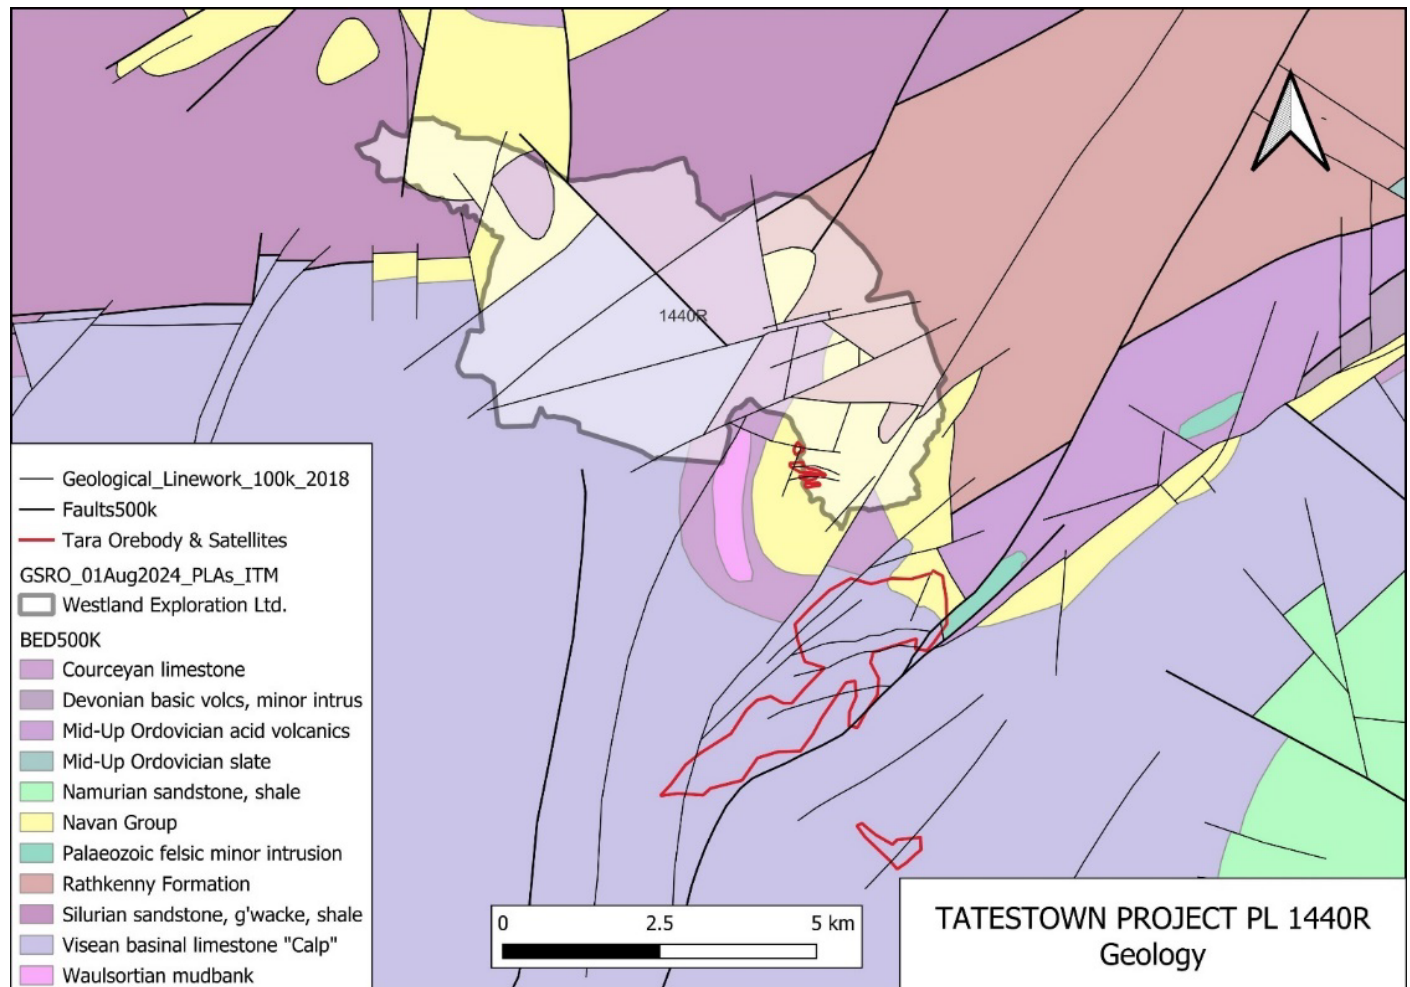 1440R
Geological_Linework_100k_2018
Faults500k
Tara Orebody & Satellites
GSRO_01Aug2024_PLAs_ITM
Westland Exploration Ltd.
BED500K
Courceyan limestone
Devonian basic volcs, minor intrus
Mid-Up Ordovician acid volcanics
Mid-Up Ordovician slate
Namurian sandstone, shale
Navan Group
Palaeozoic felsic minor intrusion
Rathkenny Formation
Silurian sandstone, g'wacke, shale
Visean basinal limestone "Calp"
Waulsortian mudbank
0 2.5 5 km
TATESTOWN PROJECT PL 1440R
Geology